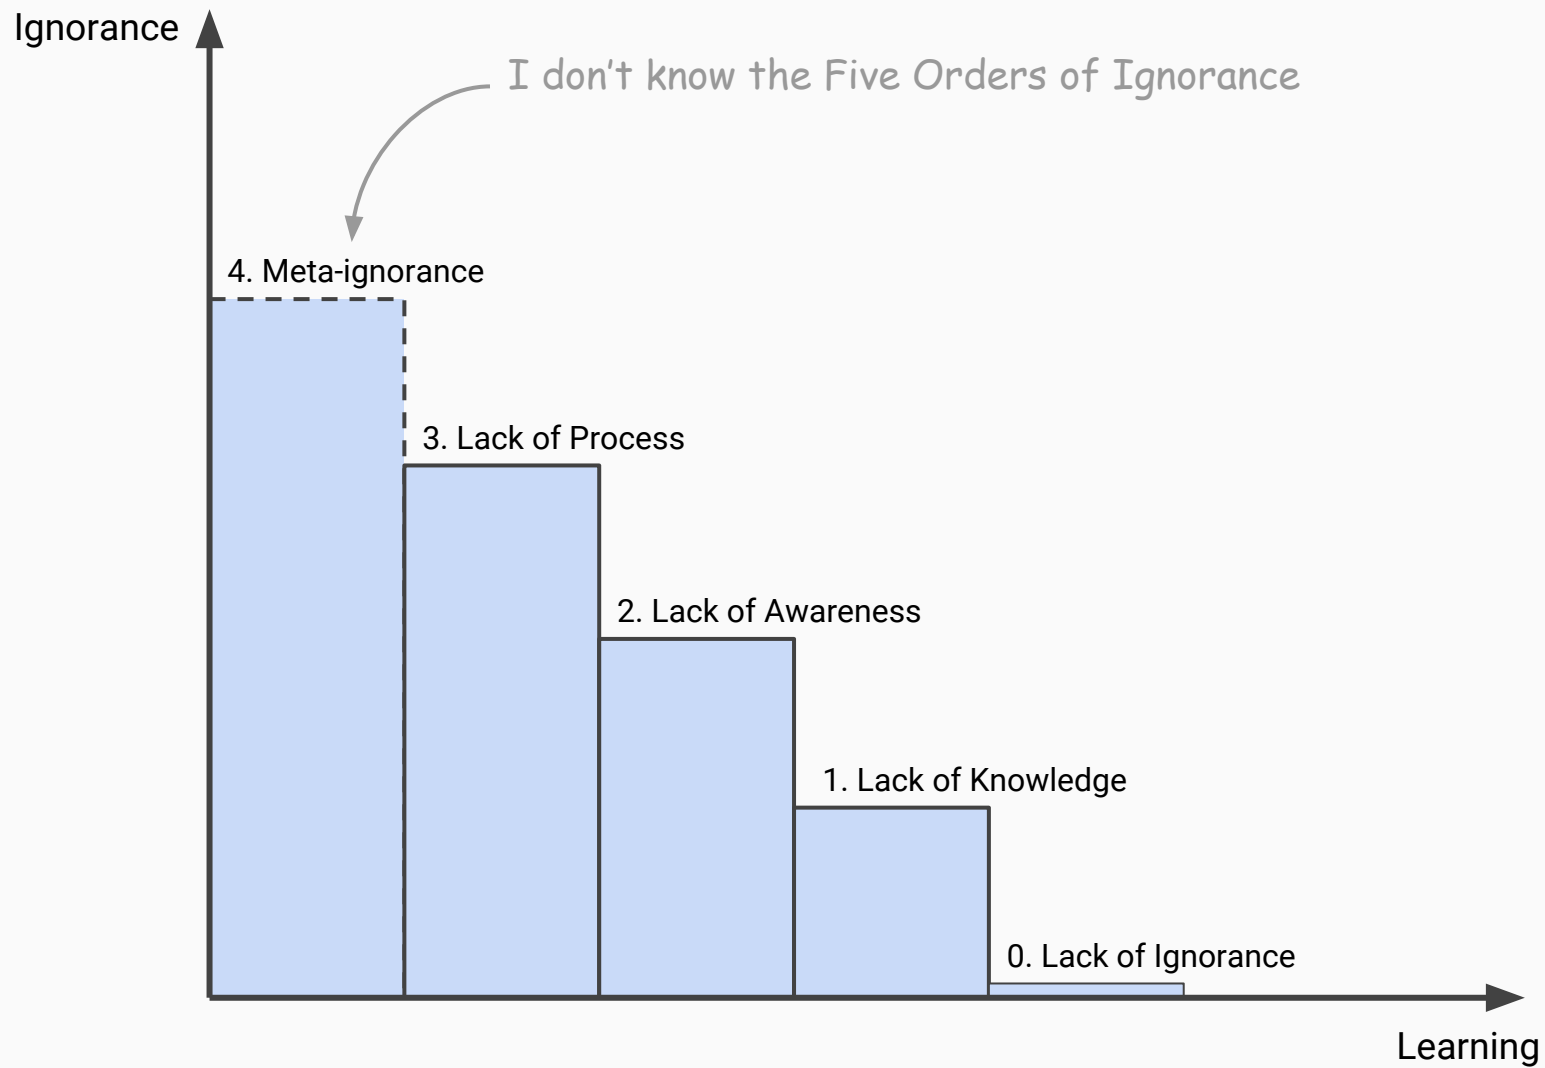 Ignorance
I don't know the Five Orders of Ignorance
4. Meta-ignorance
3. Lack of Process
2. Lack of Awareness
1. Lack of Knowledge
0. Lack of Ignorance
Learning